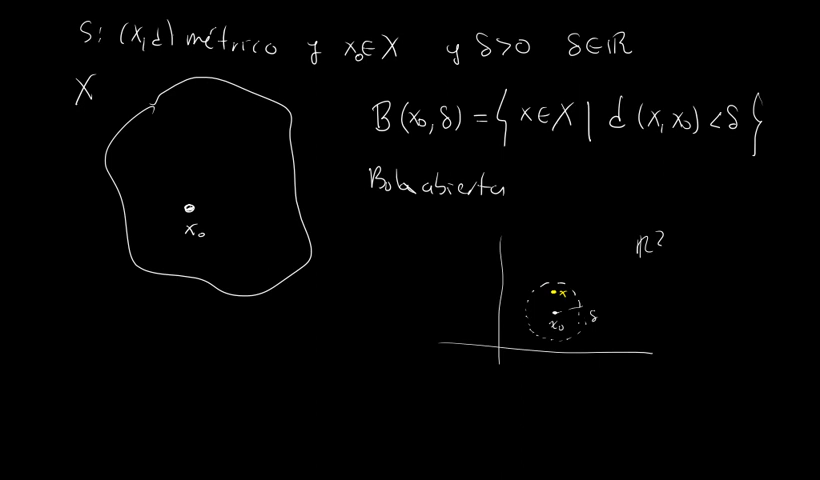 Si (X,d) métrico y x₀∈X y δ>0 δ∈ℝ
X
B(x₀,δ) = { x∈X | d(x,x₀) < δ }
Bola abierta
x₀
ℝ²
x
x₀ δ